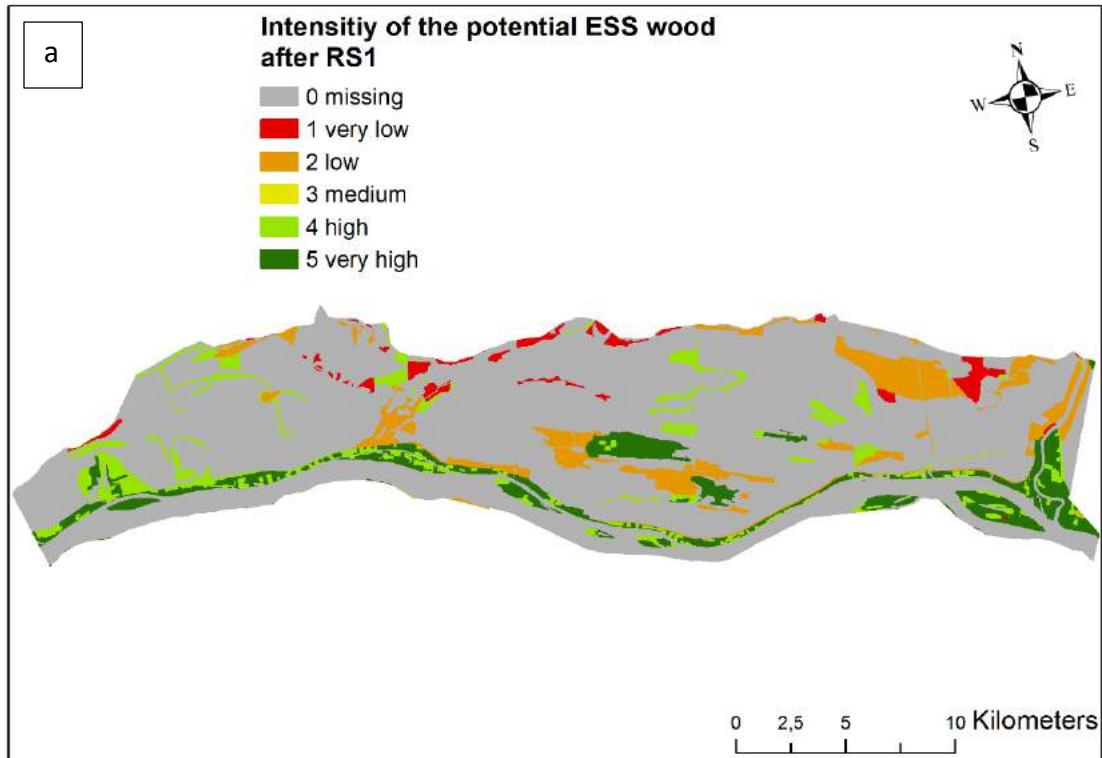 a
Intensitiy of the potential ESS wood
after RS1
0 missing
1 very low
2 low
3 medium
4 high
5 very high
N
W E
S
0 2,5 5 10 Kilometers